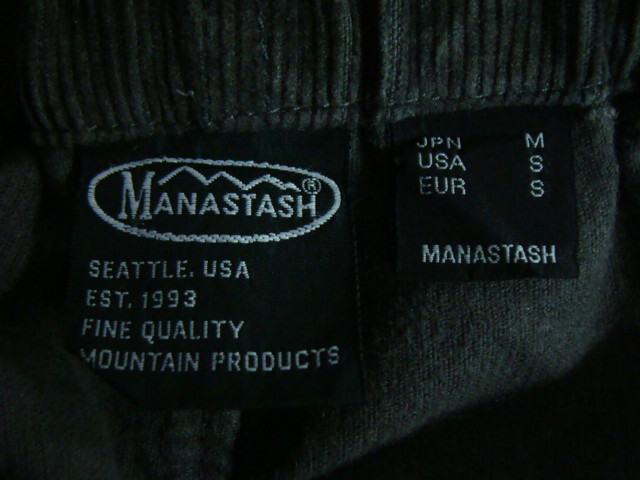 MANASTASH®
SEATTLE, USA
EST. 1993
FINE QUALITY
MOUNTAIN PRODUCTS
JPN M
USA S
EUR S
MANASTASH